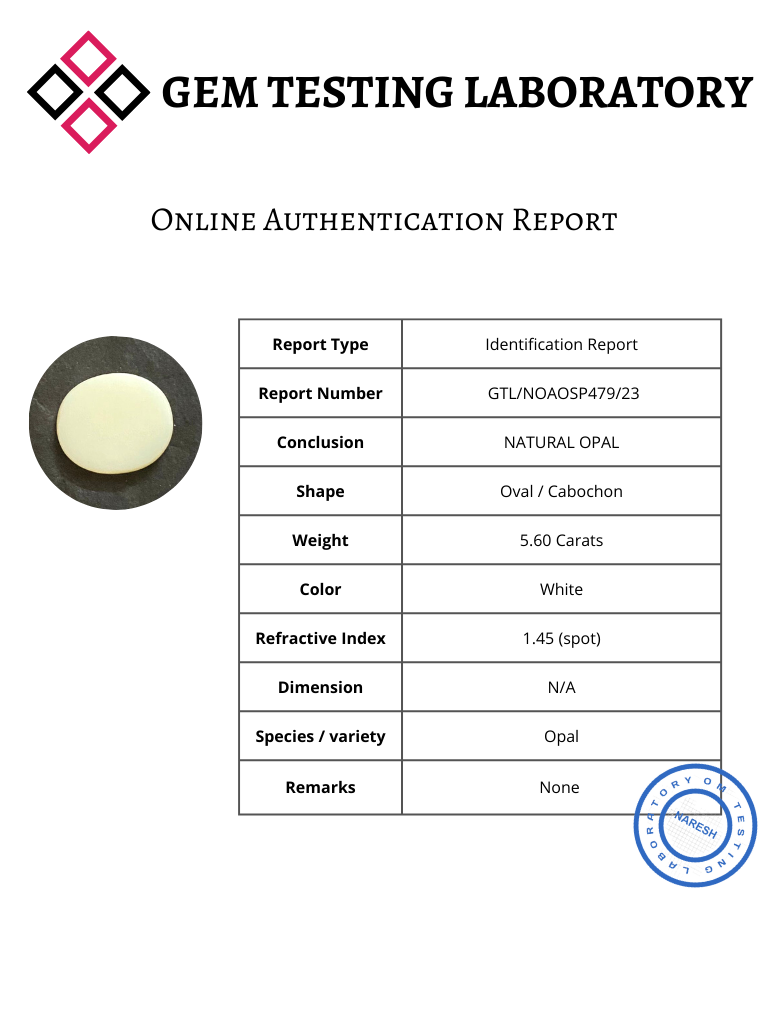 GEM TESTING LABORATORY
Online Authentication Report
Report Type Identification Report
Report Number GTL/NOAOSP479/23
Conclusion NATURAL OPAL
Shape Oval / Cabochon
Weight 5.60 Carats
Color White
Refractive Index 1.45 (spot)
Dimension N/A
Species / variety Opal
Remarks None
OM TESTING LABORATORY
NARESH